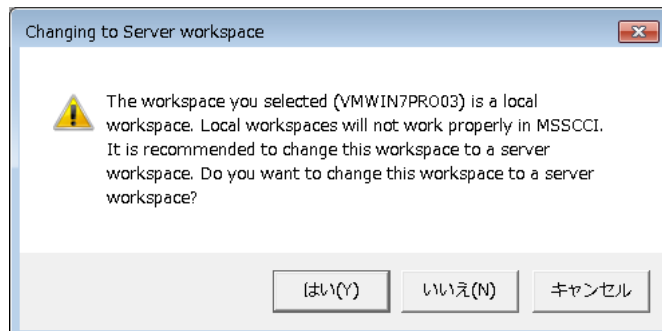 Changing to Server workspace
The workspace you selected (VMWIN7PRO03) is a local
workspace. Local workspaces will not work properly in MSSCCI.
It is recommended to change this workspace to a server
workspace. Do you want to change this workspace to a server
workspace?
はい(Y)
いいえ(N)
キャンセル